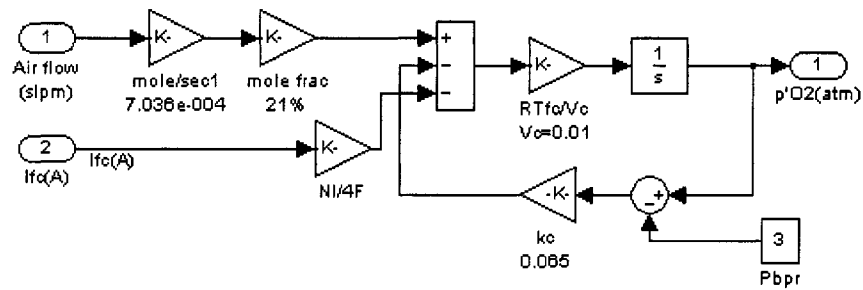 1
Air flow
(slpm)
K-
mole/sec1
7.036e-004
K-
mole frac
21%
+
−
−
K-
RTfc/Vc
Vc=0.01
1
s
1
p'O2(atm)
2
Ifc(A)
Ifc(A)
K-
NI/4F
-K-
kc
0.065
+
−
3
Pbpr